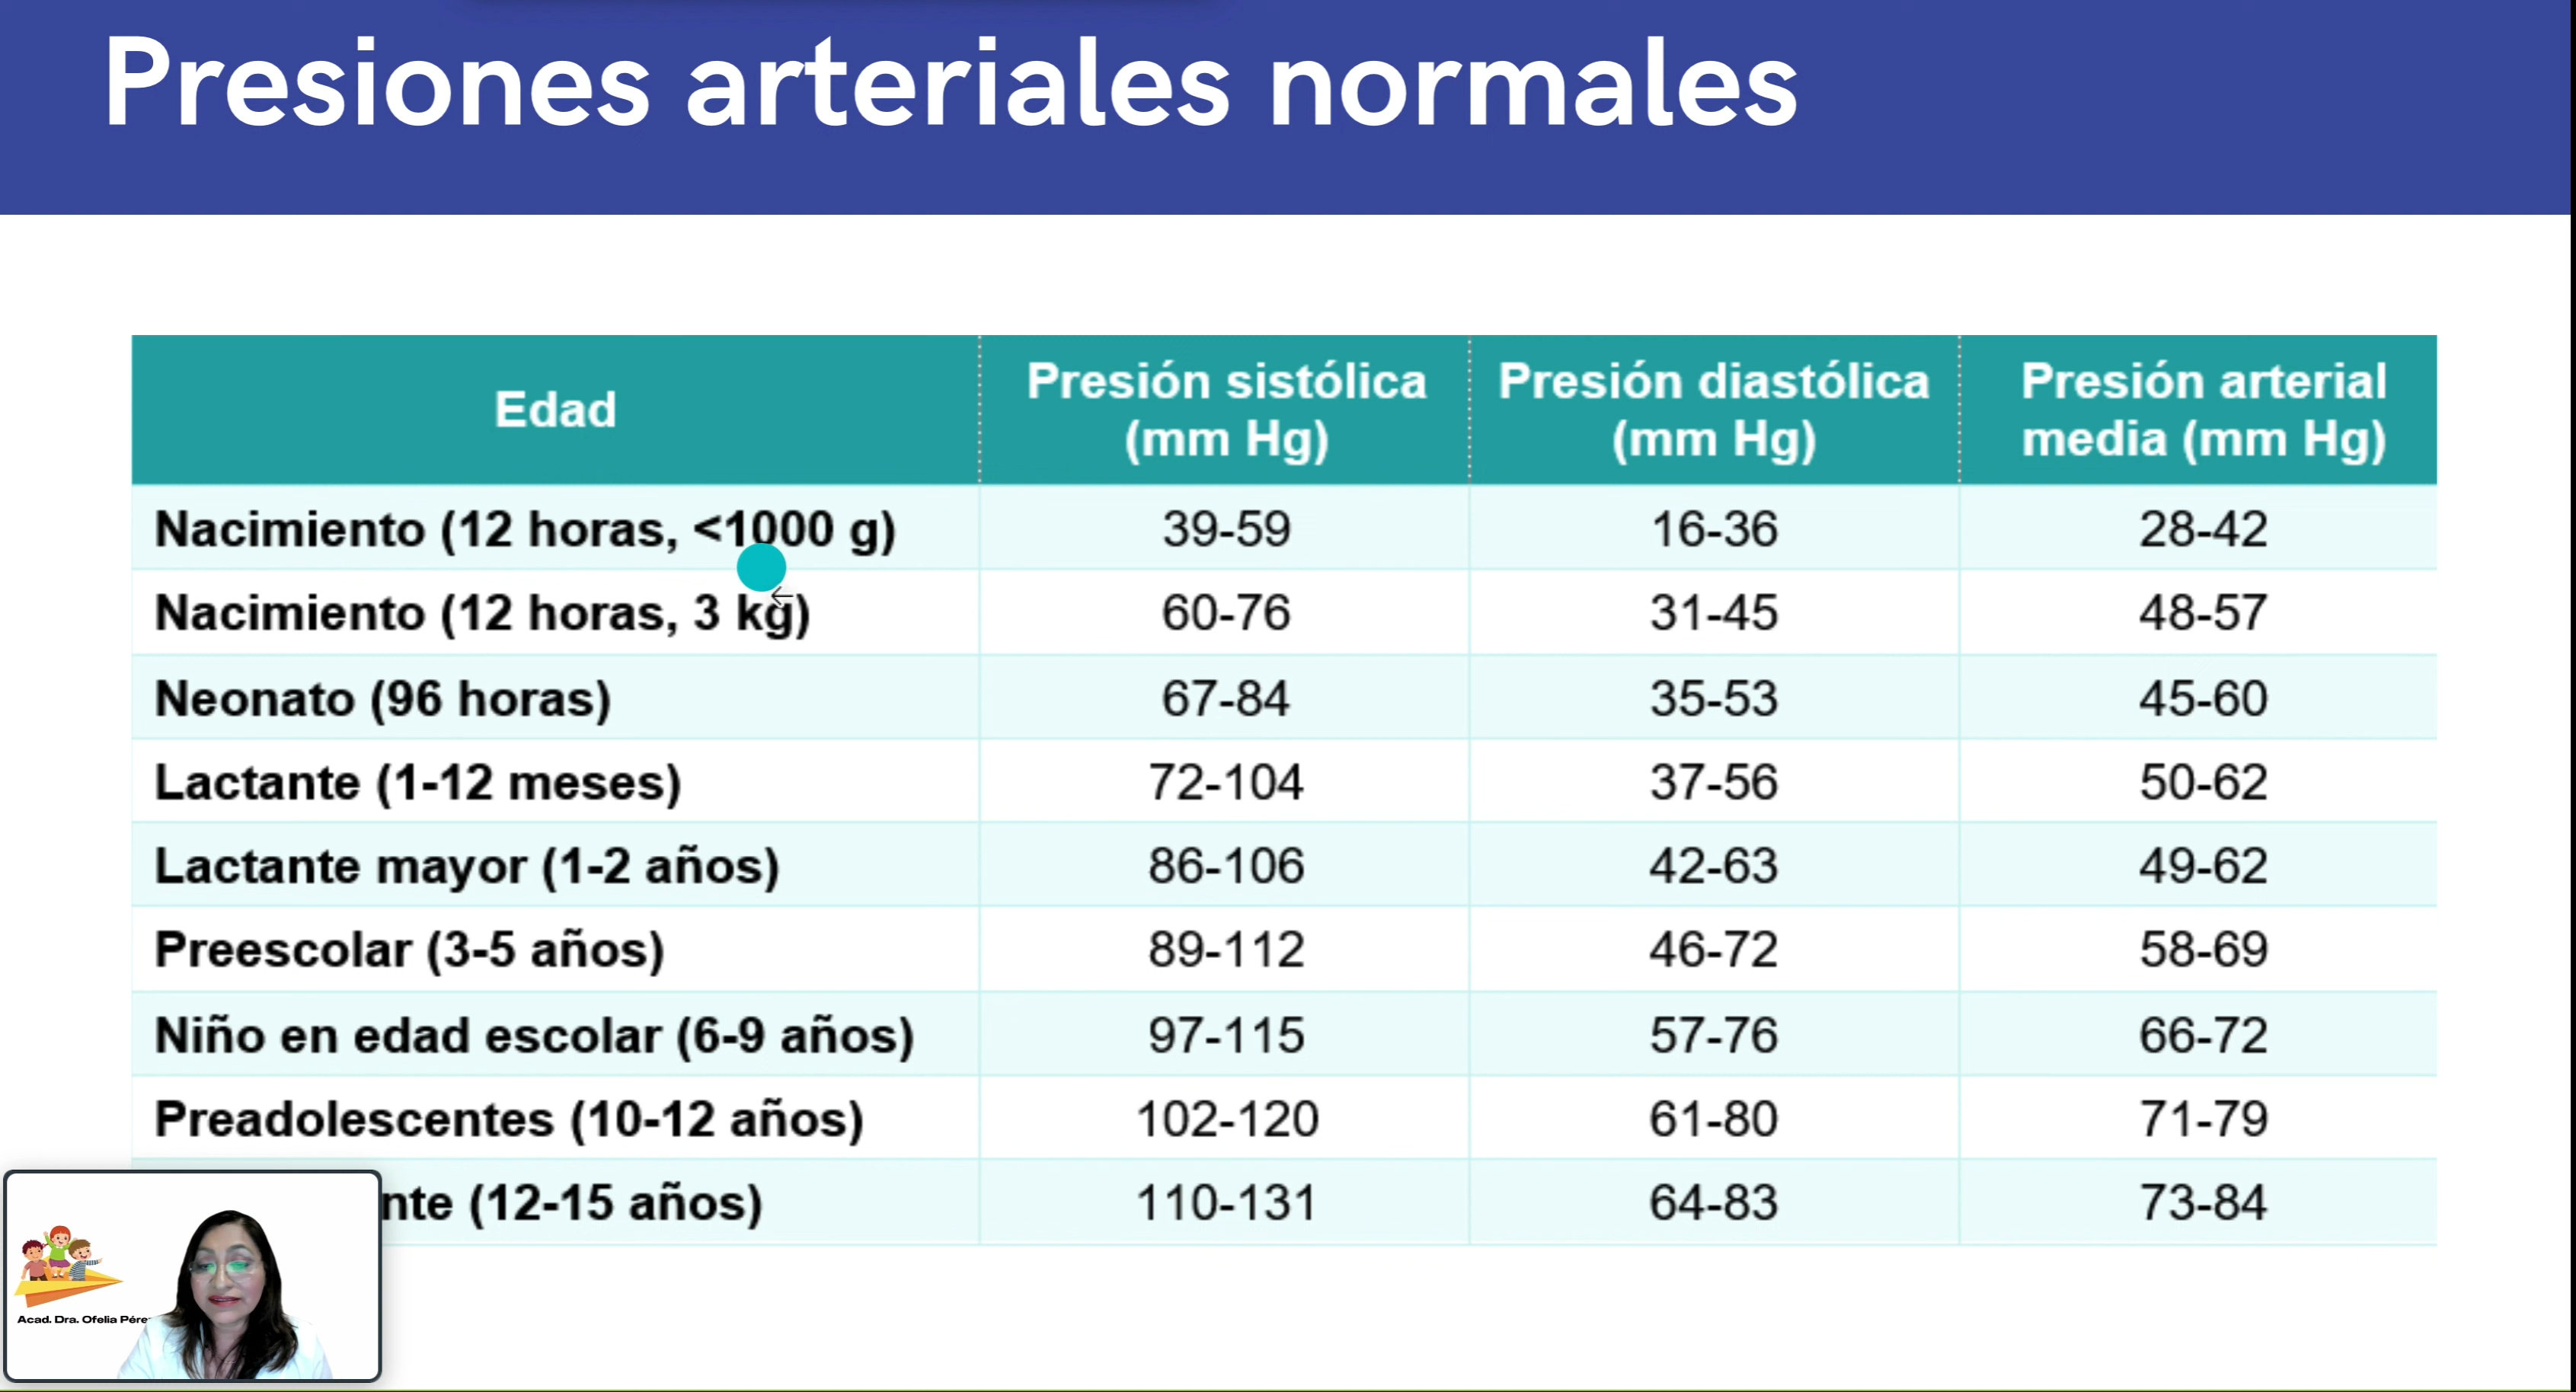 Presiones arteriales normales
Edad
Presión sistólica
(mm Hg)
Presión diastólica
(mm Hg)
Presión arterial
media (mm Hg)
Nacimiento (12 horas, <1000 g) 39-59 16-36 28-42
Nacimiento (12 horas, 3 kg) 60-76 31-45 48-57
Neonato (96 horas) 67-84 35-53 45-60
Lactante (1-12 meses) 72-104 37-56 50-62
Lactante mayor (1-2 años) 86-106 42-63 49-62
Preescolar (3-5 años) 89-112 46-72 58-69
Niño en edad escolar (6-9 años) 97-115 57-76 66-72
Preadolescentes (10-12 años) 102-120 61-80 71-79
nte (12-15 años) 110-131 64-83 73-84
Acad. Dra. Ofelia Pére